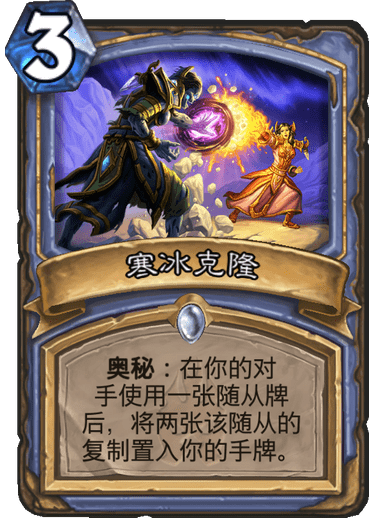 3
寒冰克隆
奥秘：在你的对
手使用一张随从牌
后，将两张该随从的
复制置入你的手牌。